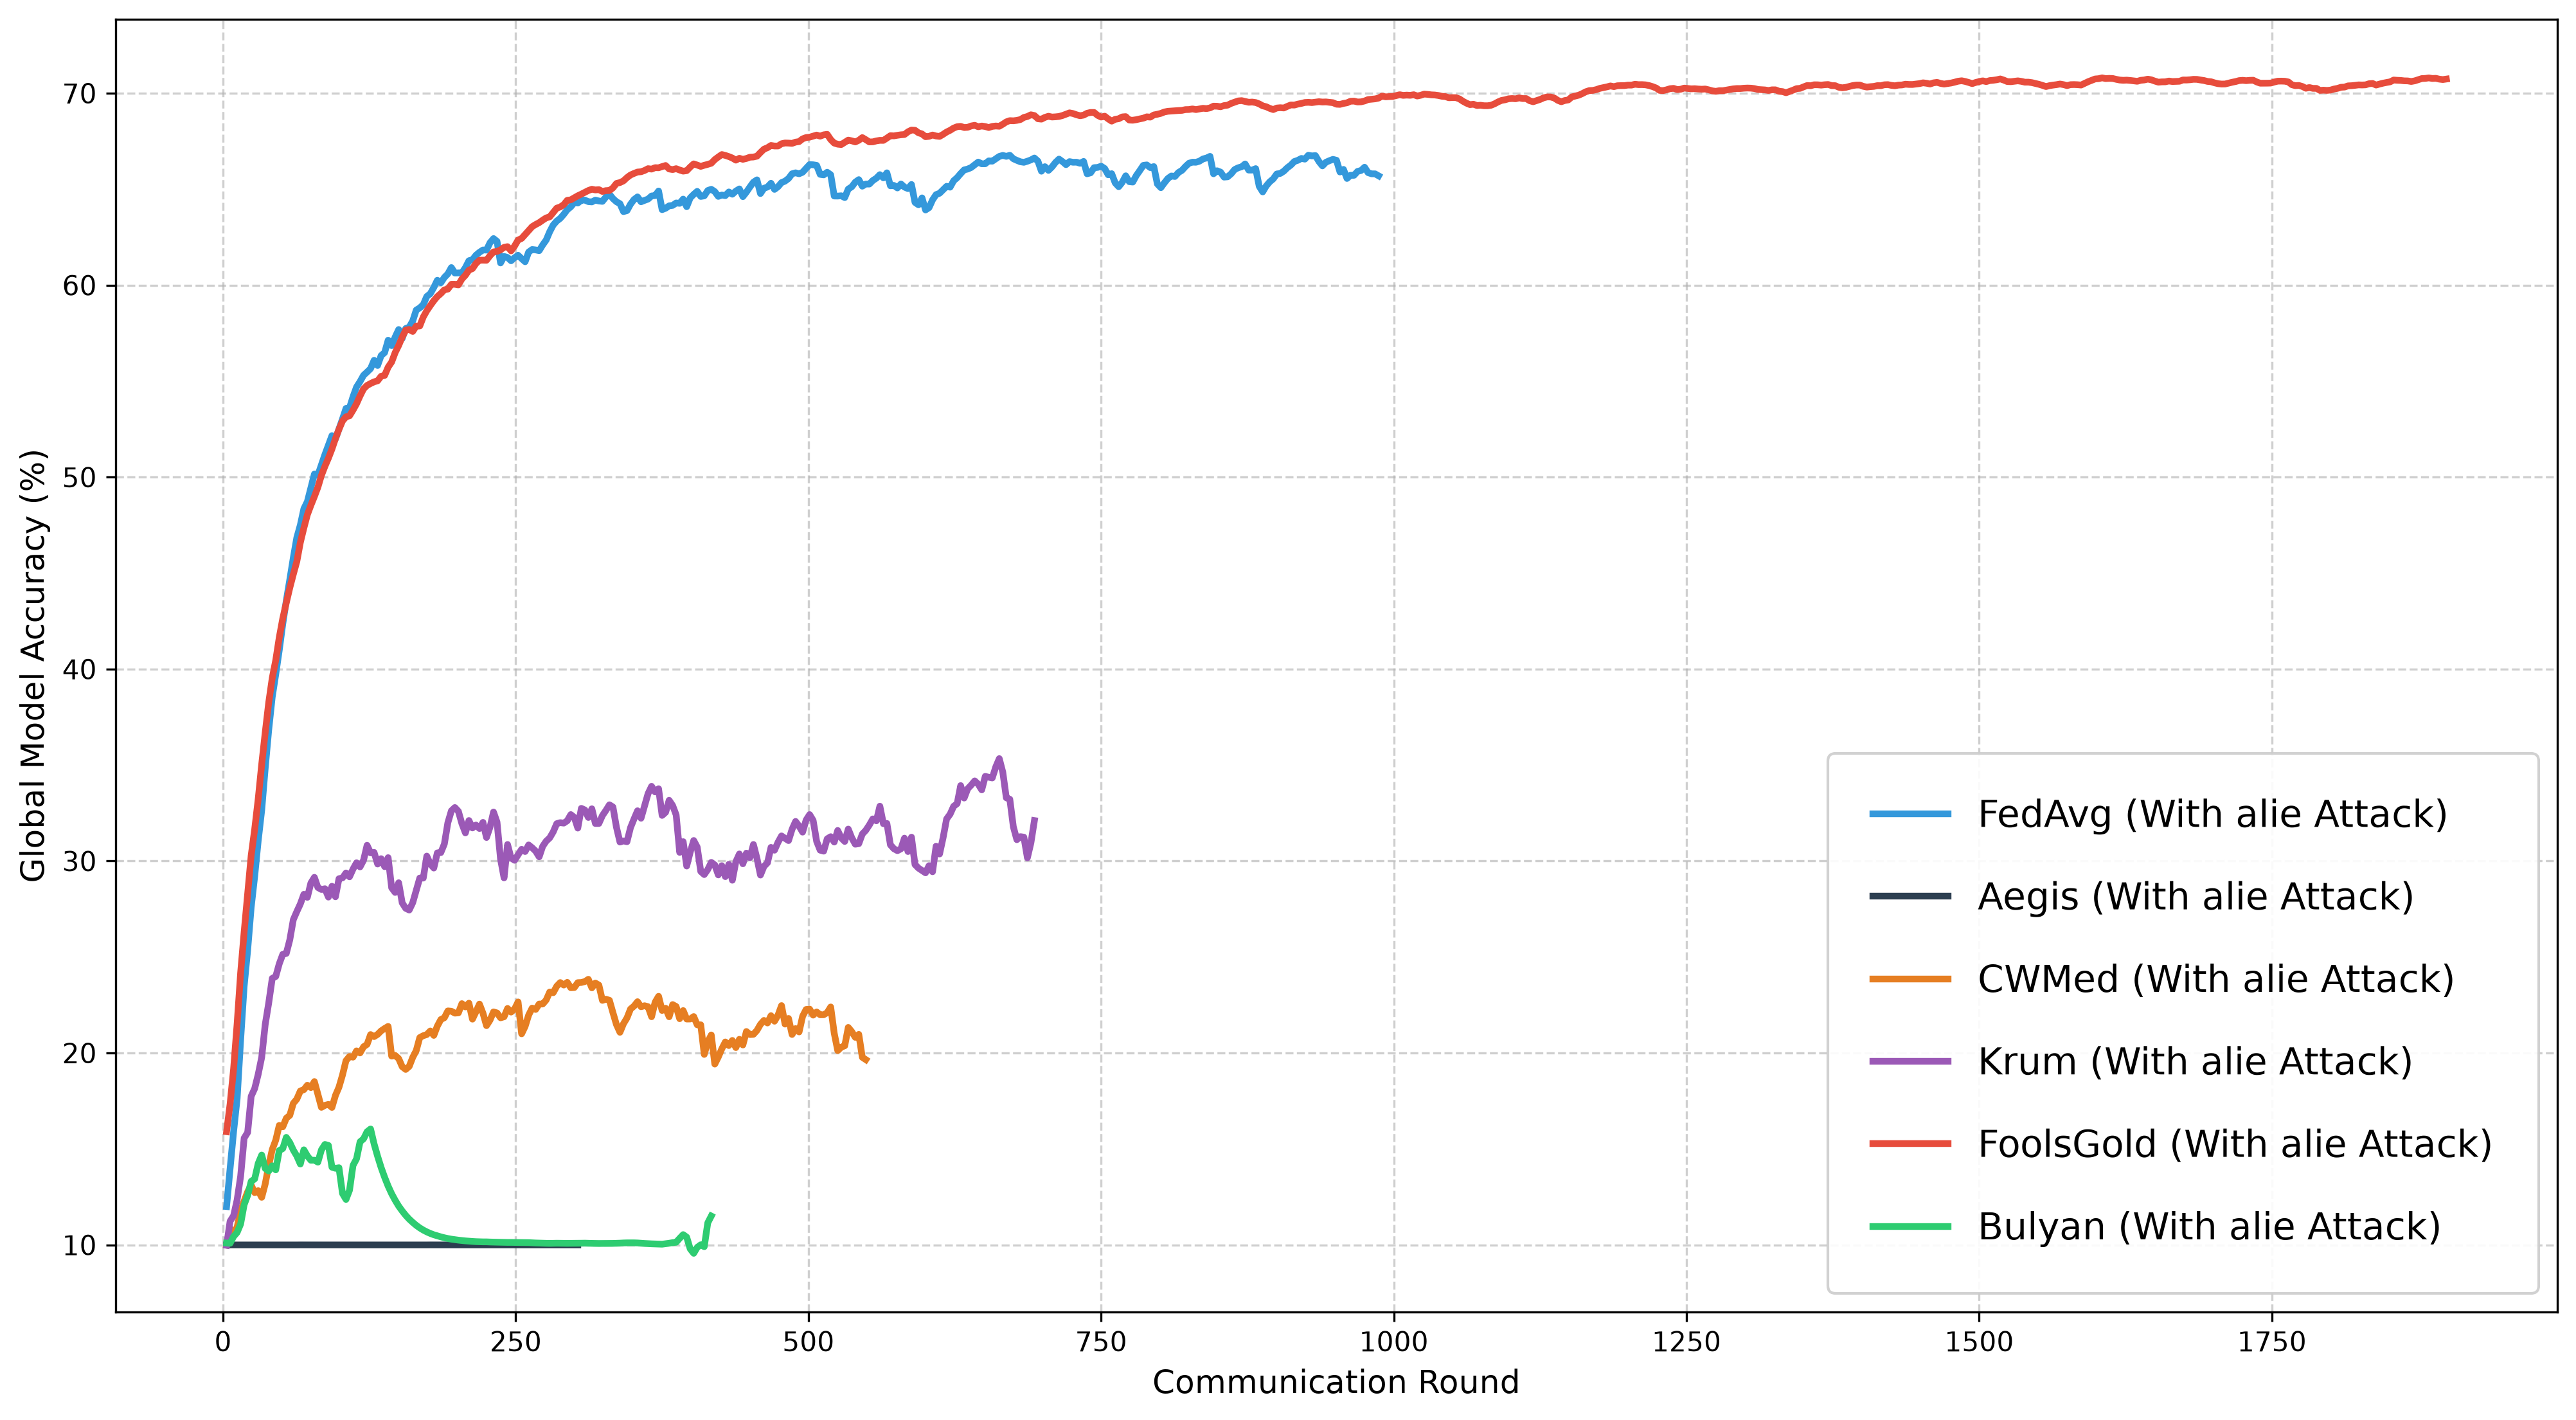 Global Model Accuracy (%)
70
60
50
40
30
20
10
FedAvg (With alie Attack)
Aegis (With alie Attack)
CWMed (With alie Attack)
Krum (With alie Attack)
FoolsGold (With alie Attack)
Bulyan (With alie Attack)
0 250 500 750 1000 1250 1500 1750
Communication Round